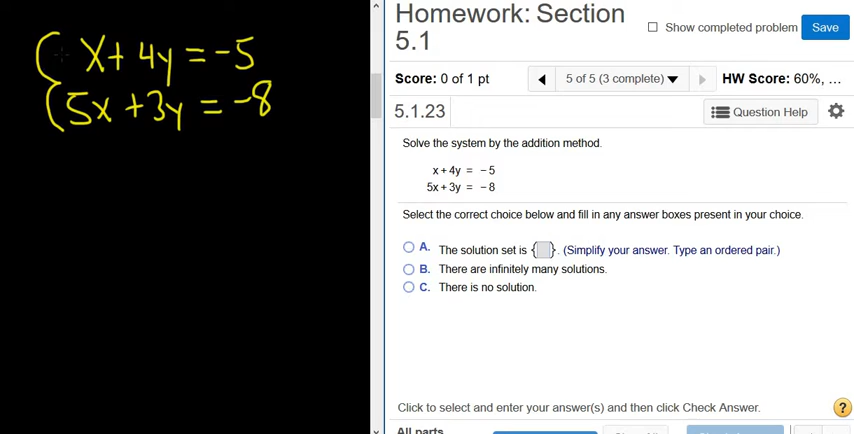 x + 4y = -5
5x + 3y = -8
Homework: Section 5.1
Show completed problem
Save
Score: 0 of 1 pt
5 of 5 (3 complete)
HW Score: 60%, ...
5.1.23
Question Help
Solve the system by the addition method.
x + 4y = - 5
5x + 3y = - 8
Select the correct choice below and fill in any answer boxes present in your choice.
A. The solution set is { }. (Simplify your answer. Type an ordered pair.)
B. There are infinitely many solutions.
C. There is no solution.
Click to select and enter your answer(s) and then click Check Answer.
?
All parts